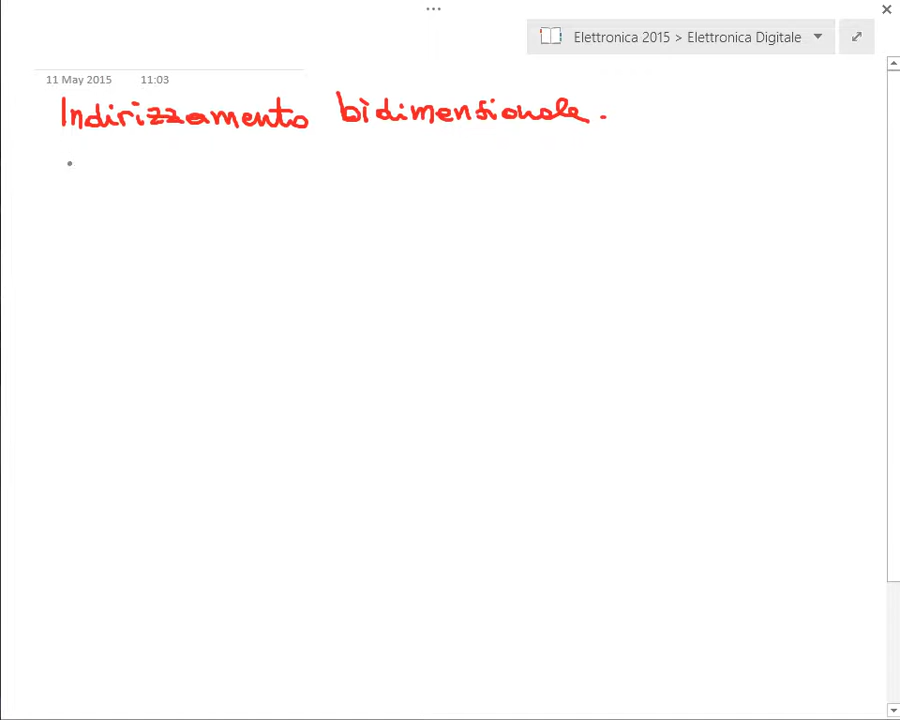 Elettronica 2015 > Elettronica Digitale
11 May 2015 11:03
Indirizzamento bidimensionale.